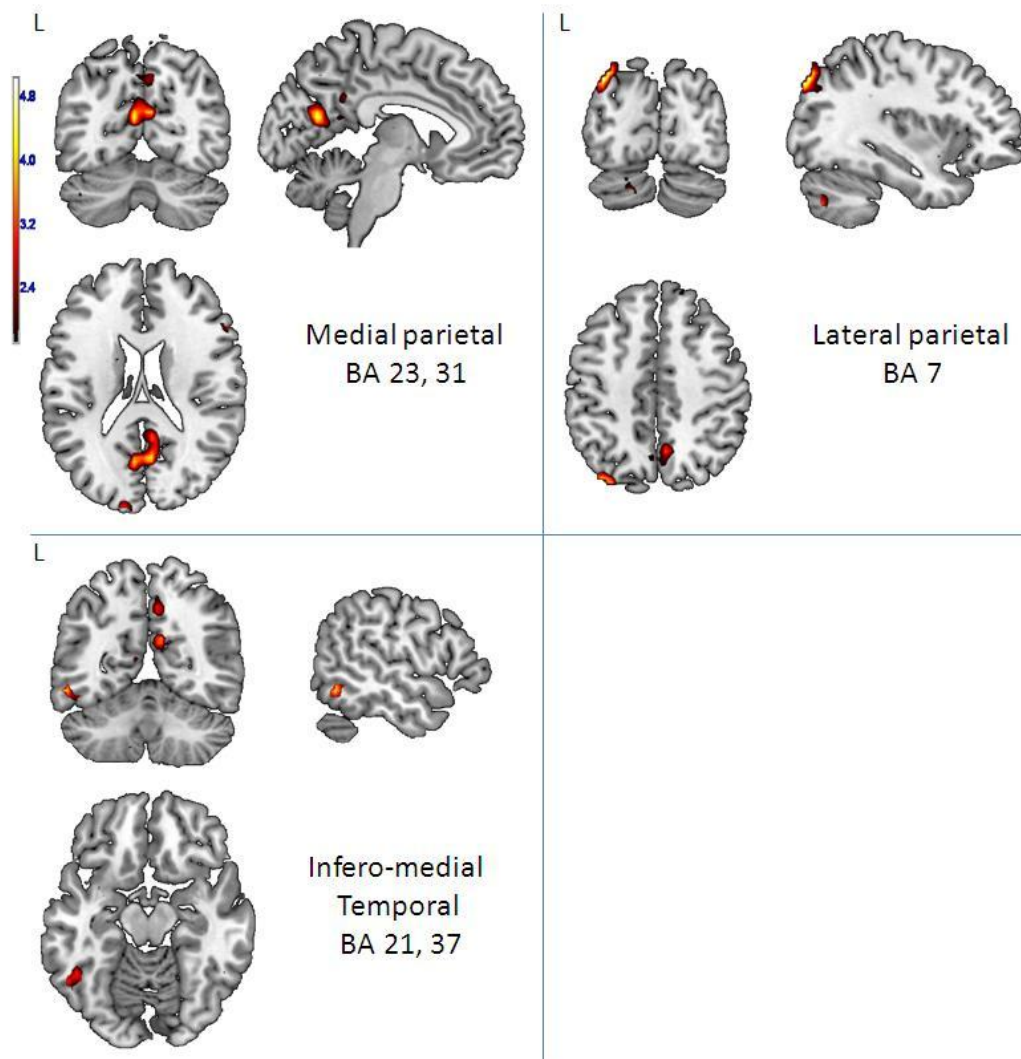 L
4.8
4.0
3.2
2.4
Medial parietal
BA 23, 31
L
Lateral parietal
BA 7
L
Infero-medial
Temporal
BA 21, 37